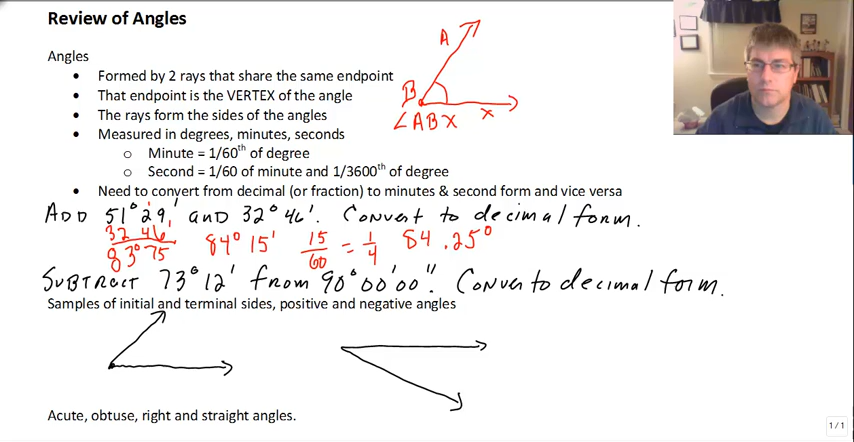 Review of Angles
A
Angles
• Formed by 2 rays that share the same endpoint
B
• That endpoint is the VERTEX of the angle
x
• The rays form the sides of the angles
∠ABX
• Measured in degrees, minutes, seconds
o Minute = 1/60th of degree
o Second = 1/60 of minute and 1/3600th of degree
• Need to convert from decimal (or fraction) to minutes & second form and vice versa
ADD 51° 29' AND 32° 46'. Convert to decimal form.
32 46
83° 75' 84° 15' 15/60 = 1/4 84.25°
SUBTRACT 73° 12' from 90° 00' 00". Conver to decimal form.
Samples of initial and terminal sides, positive and negative angles
Acute, obtuse, right and straight angles.
1/1